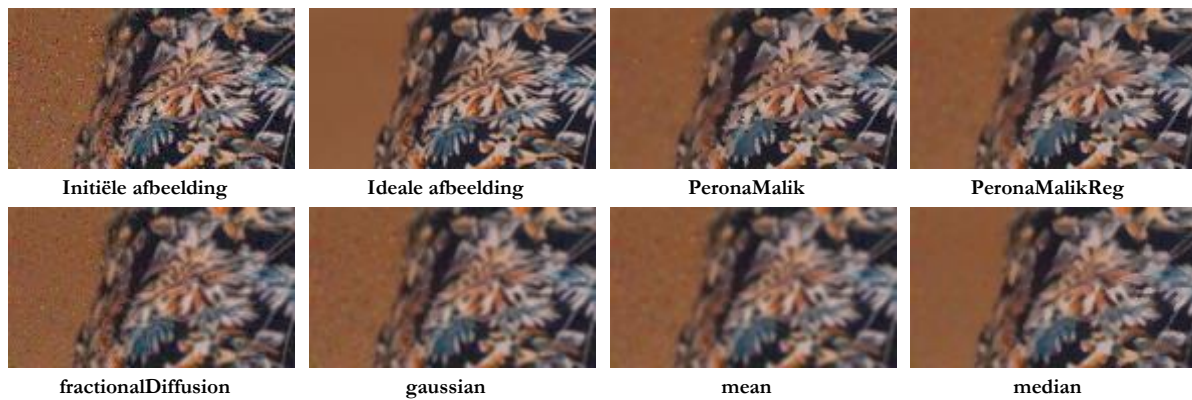 Initiële afbeelding
Ideale afbeelding
PeronaMalik
PeronaMalikReg
fractionalDiffusion
gaussian
mean
median